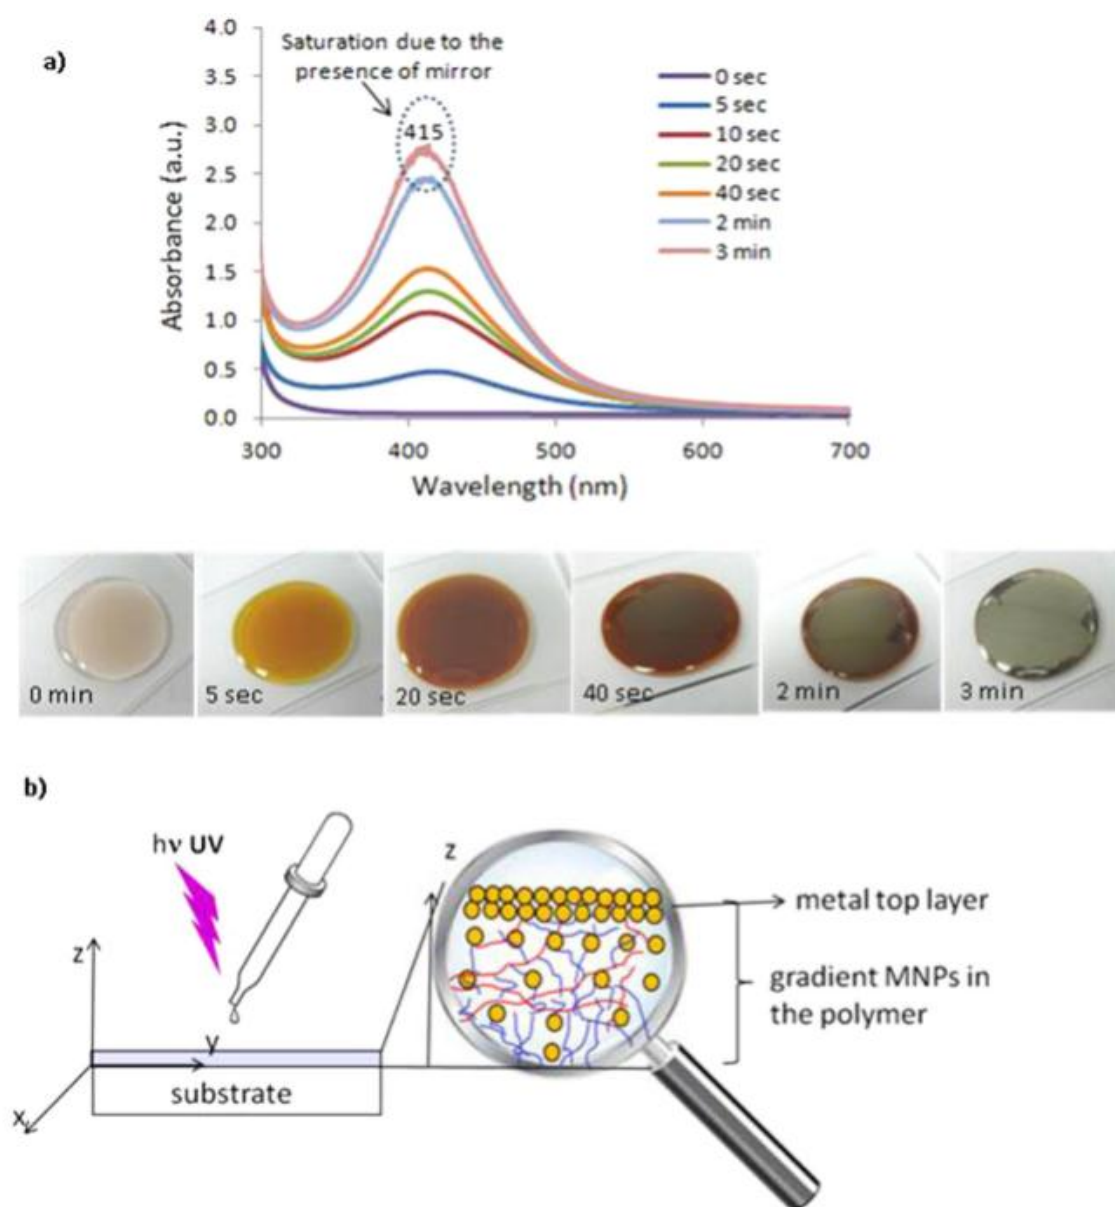 a)
4.0
3.5
3.0
2.5
2.0
1.5
1.0
0.5
0.0
Absorbance (a.u.)
Saturation due to the
presence of mirror
415
0 sec
5 sec
10 sec
20 sec
40 sec
2 min
3 min
300
400
500
600
700
Wavelength (nm)
0 min
5 sec
20 sec
40 sec
2 min
3 min
b)
hν UV
z
z
y
x
substrate
metal top layer
gradient MNPs in
the polymer